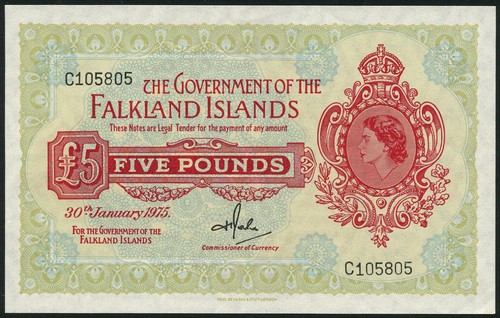 C105805
THE GOVERNMENT OF THE
FALKLAND ISLANDS
These Notes are Legal Tender for the payment of any amount
£5 FIVE POUNDS
30th January 1975.
FOR THE GOVERNMENT OF THE
FALKLAND ISLANDS
Commissioner of Currency
C105805